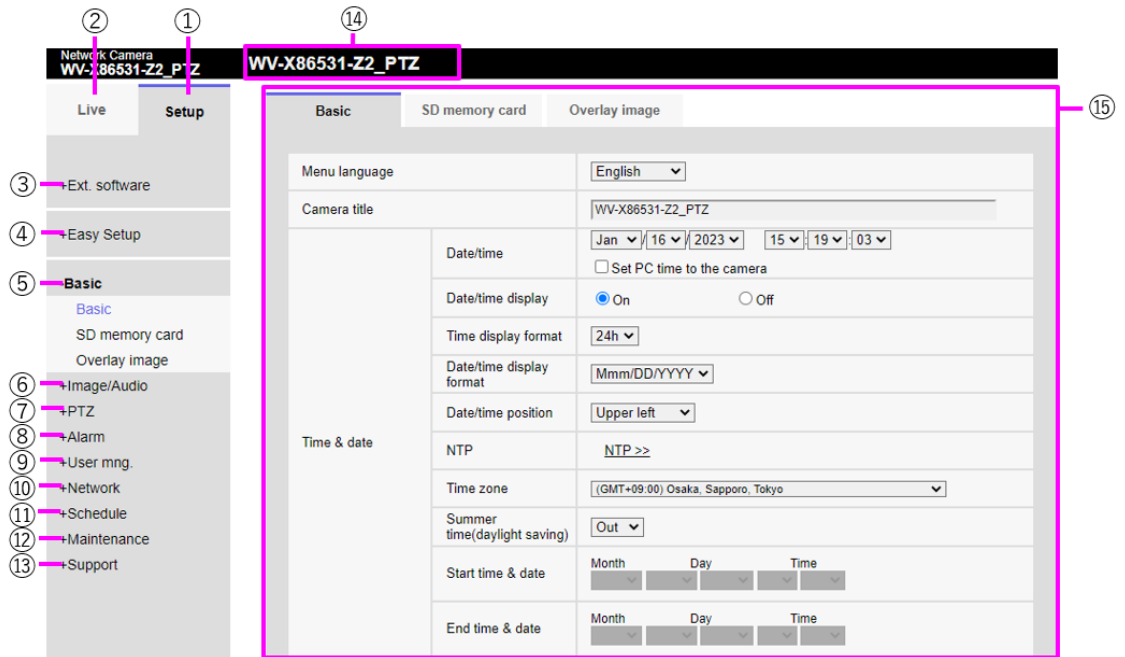 ② ① ⑭
Network Camera
WV-X86531-Z2_PTZ
WV-X86531-Z2_PTZ
Live Setup
Basic SD memory card Overlay image
⑮
③ +Ext. software
④ +Easy Setup
⑤ -Basic
Basic
SD memory card
Overlay image
⑥ +Image/Audio
⑦ +PTZ
⑧ +Alarm
⑨ +User mng.
⑩ +Network
⑪ +Schedule
⑫ +Maintenance
⑬ +Support
Menu language English
Camera title WV-X86531-Z2_PTZ
Time & date
Date/time Jan / 16 / 2023 15 : 19 : 03
Set PC time to the camera
Date/time display On Off
Time display format 24h
Date/time display
format Mmm/DD/YYYY
Date/time position Upper left
NTP NTP >>
Time zone (GMT+09:00) Osaka, Sapporo, Tokyo
Summer
time(daylight saving) Out
Start time & date Month Day Time
End time & date Month Day Time